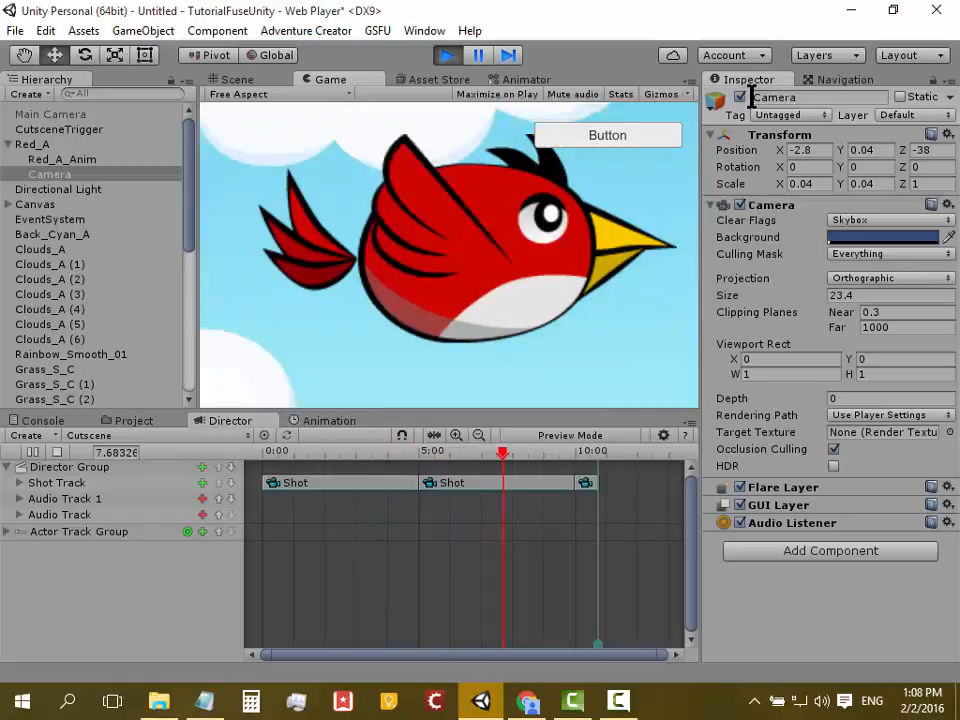 Unity Personal (64bit) - Untitled - TutorialFuseUnity - Web Player* <DX9>
File Edit Assets GameObject Component Adventure Creator GSFU Window Help
Pivot Global Account Layers Layout
Hierarchy Scene Game Asset Store Animator Inspector Navigation
Create All Free Aspect Maximize on Play Mute audio Stats Gizmos Camera Static
Main Camera Tag Untagged Layer Default
CutsceneTrigger Button Transform
Red_A Position X -2.8 Y 0.04 Z -38
Red_A_Anim Rotation X 0 Y 0 Z 0
Camera Scale X 0.04 Y 0.04 Z 1
Directional Light
Canvas Camera
EventSystem Clear Flags Skybox
Back_Cyan_A Background
Clouds_A Culling Mask Everything
Clouds_A (1)
Clouds_A (2) Projection Orthographic
Clouds_A (3) Size 23.4
Clouds_A (4) Clipping Planes Near 0.3
Clouds_A (5) Far 1000
Clouds_A (6) Viewport Rect
Rainbow_Smooth_01 X 0 Y 0
Grass_S_C W 1 H 1
Grass_S_C (1)
Grass_S_C (2) Depth 0
Rendering Path Use Player Settings
Console Project Director Animation Target Texture None (Render Textu
Create Cutscene Preview Mode ? Occlusion Culling
7.68326 0:00 5:00 10:00 HDR
Director Group
Shot Track Shot Shot Flare Layer
Audio Track 1 GUI Layer
Audio Track Audio Listener
Actor Track Group
Add Component
ENG 1:08 PM
2/2/2016